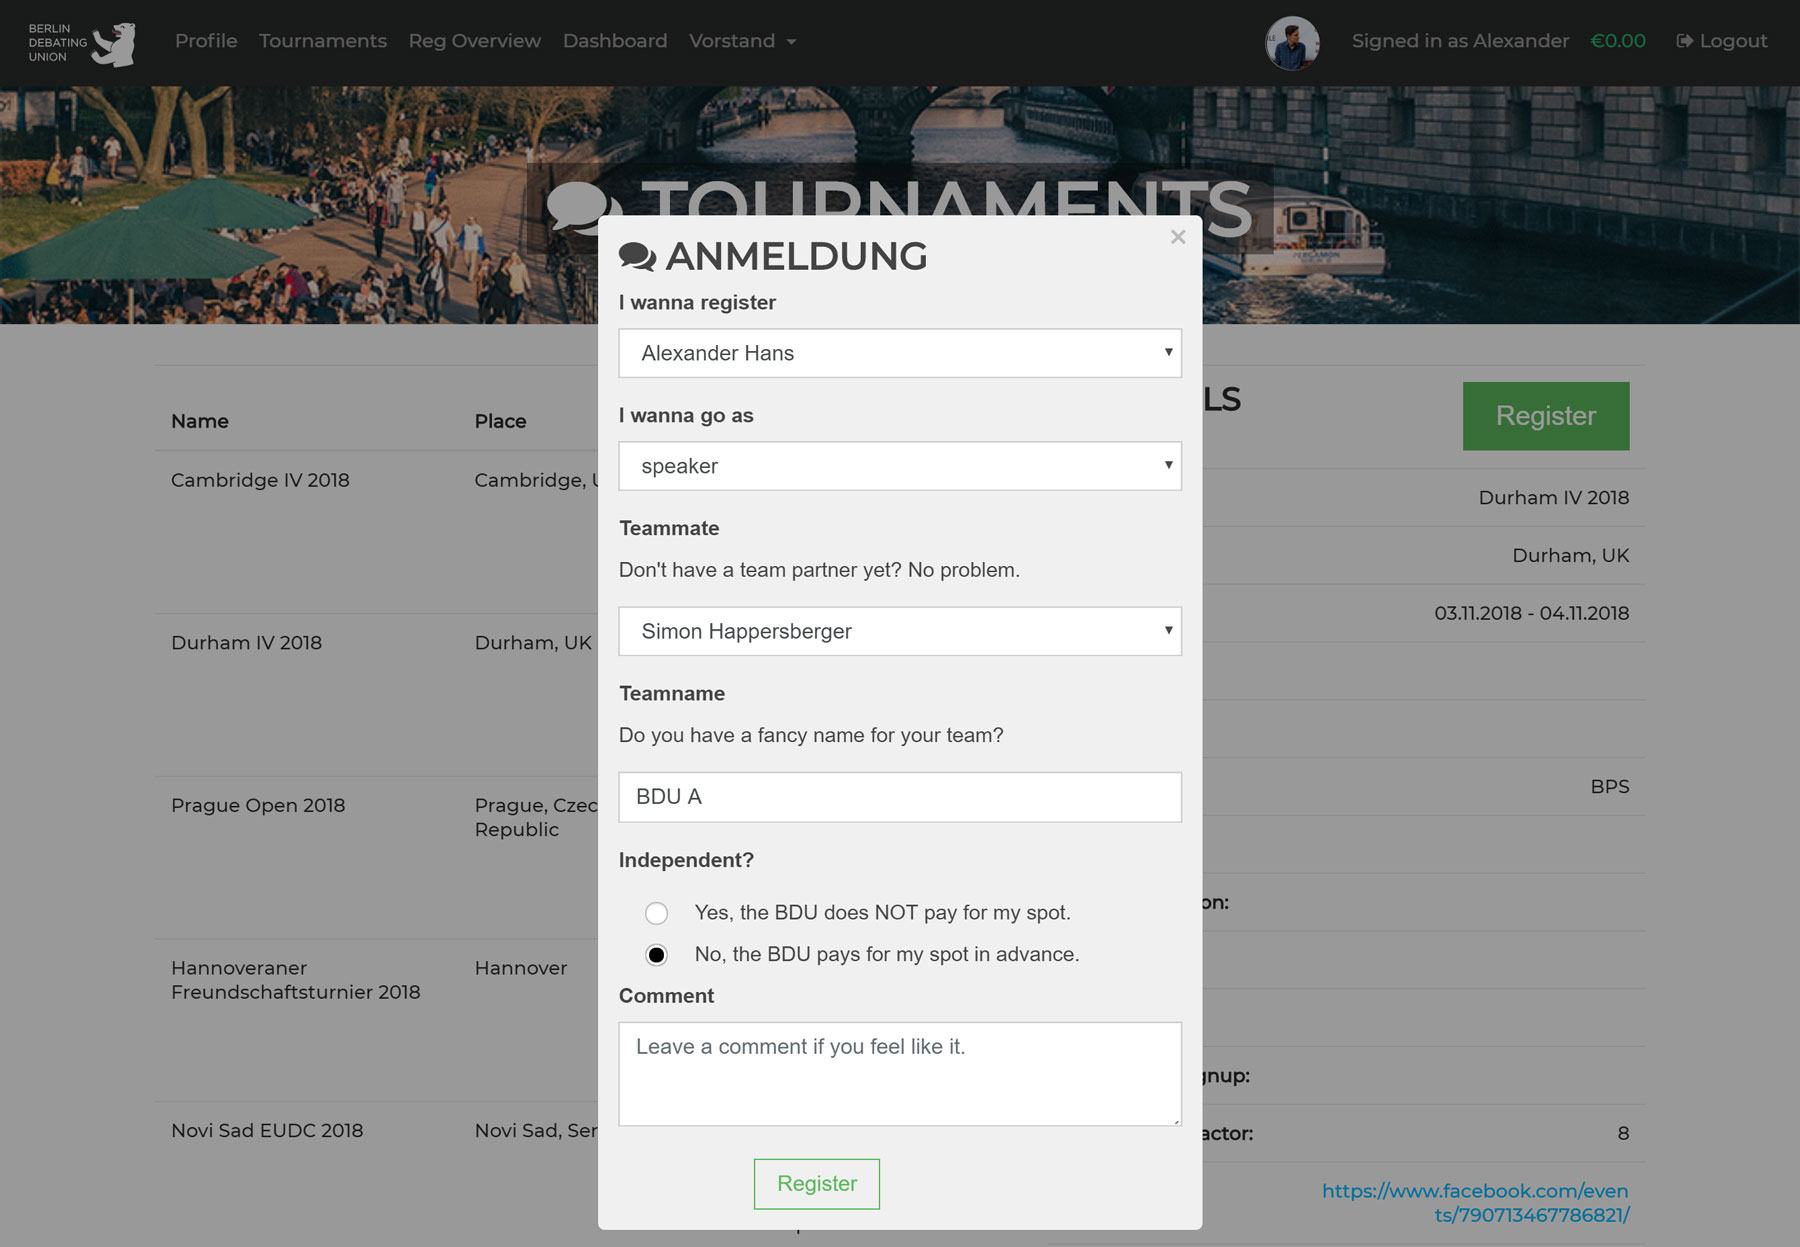 BERLIN
DEBATING
UNION
Profile
Tournaments
Reg Overview
Dashboard
Vorstand
Signed in as Alexander
€0.00
Logout
TOURNAMENTS
PERGAMON
×
ANMELDUNG
I wanna register
Alexander Hans
I wanna go as
speaker
Teammate
Don't have a team partner yet? No problem.
Simon Happersberger
Teamname
Do you have a fancy name for your team?
BDU A
Independent?
Yes, the BDU does NOT pay for my spot.
No, the BDU pays for my spot in advance.
Comment
Leave a comment if you feel like it.
Register
Name
Place
Cambridge IV 2018
Cambridge,
Durham IV 2018
Durham, UK
Prague Open 2018
Prague, Czec
Republic
Hannoveraner
Freundschaftsturnier 2018
Hannover
Novi Sad EUDC 2018
Novi Sad, Ser
LS
Register
Durham IV 2018
Durham, UK
03.11.2018 - 04.11.2018
BPS
on:
gnup:
actor:
8
https://www.facebook.com/even
ts/790713467786821/